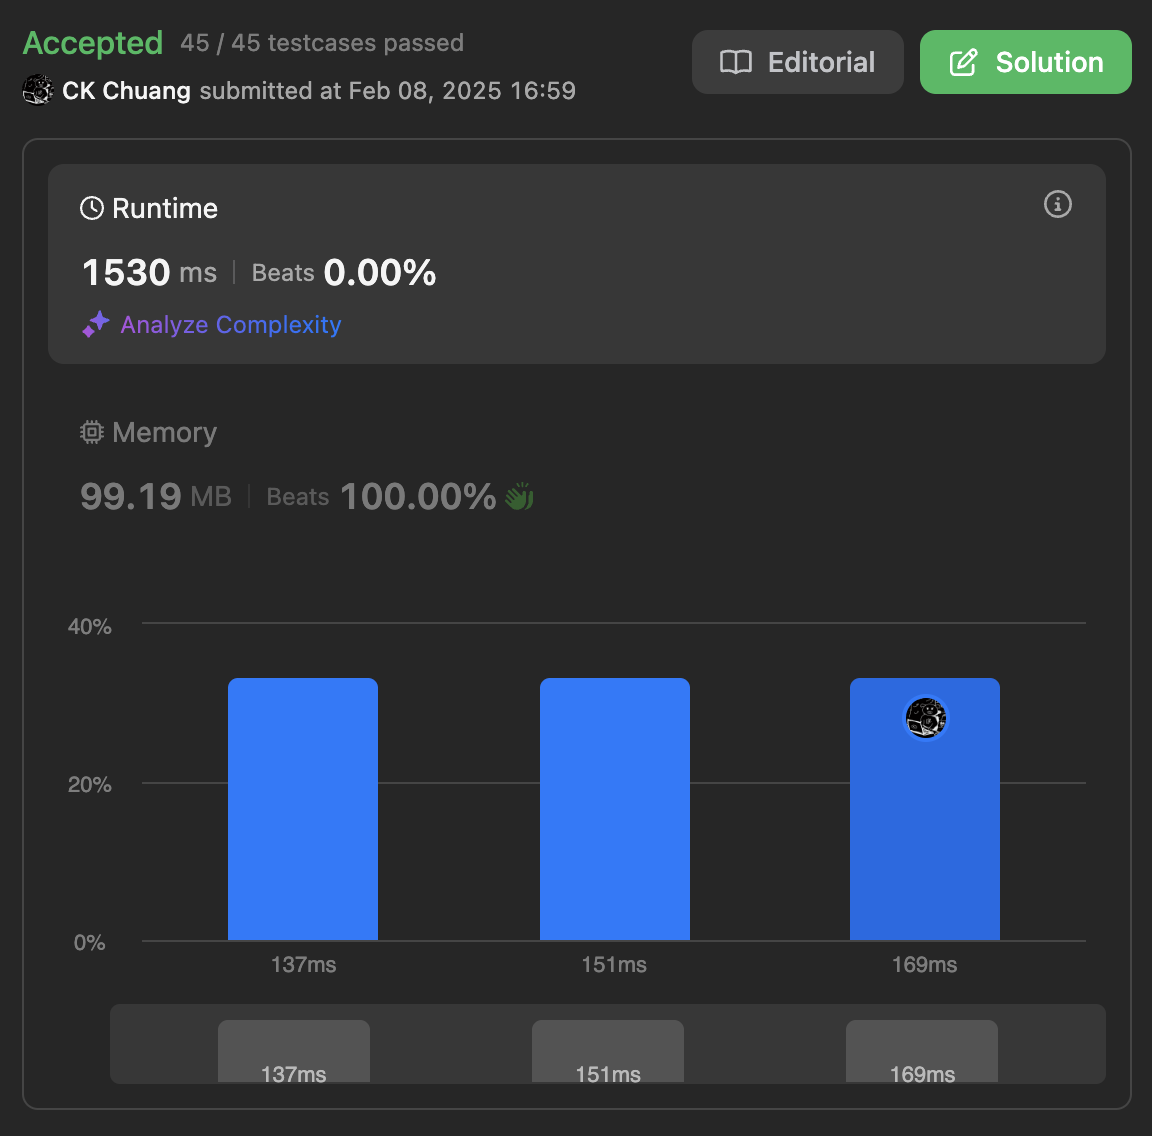 Accepted 45 / 45 testcases passed
CK Chuang submitted at Feb 08, 2025 16:59
Editorial
Solution
Runtime
1530 ms Beats 0.00%
Analyze Complexity
Memory
99.19 MB Beats 100.00%
40%
20%
0%
137ms 151ms 169ms
137ms 151ms 169ms